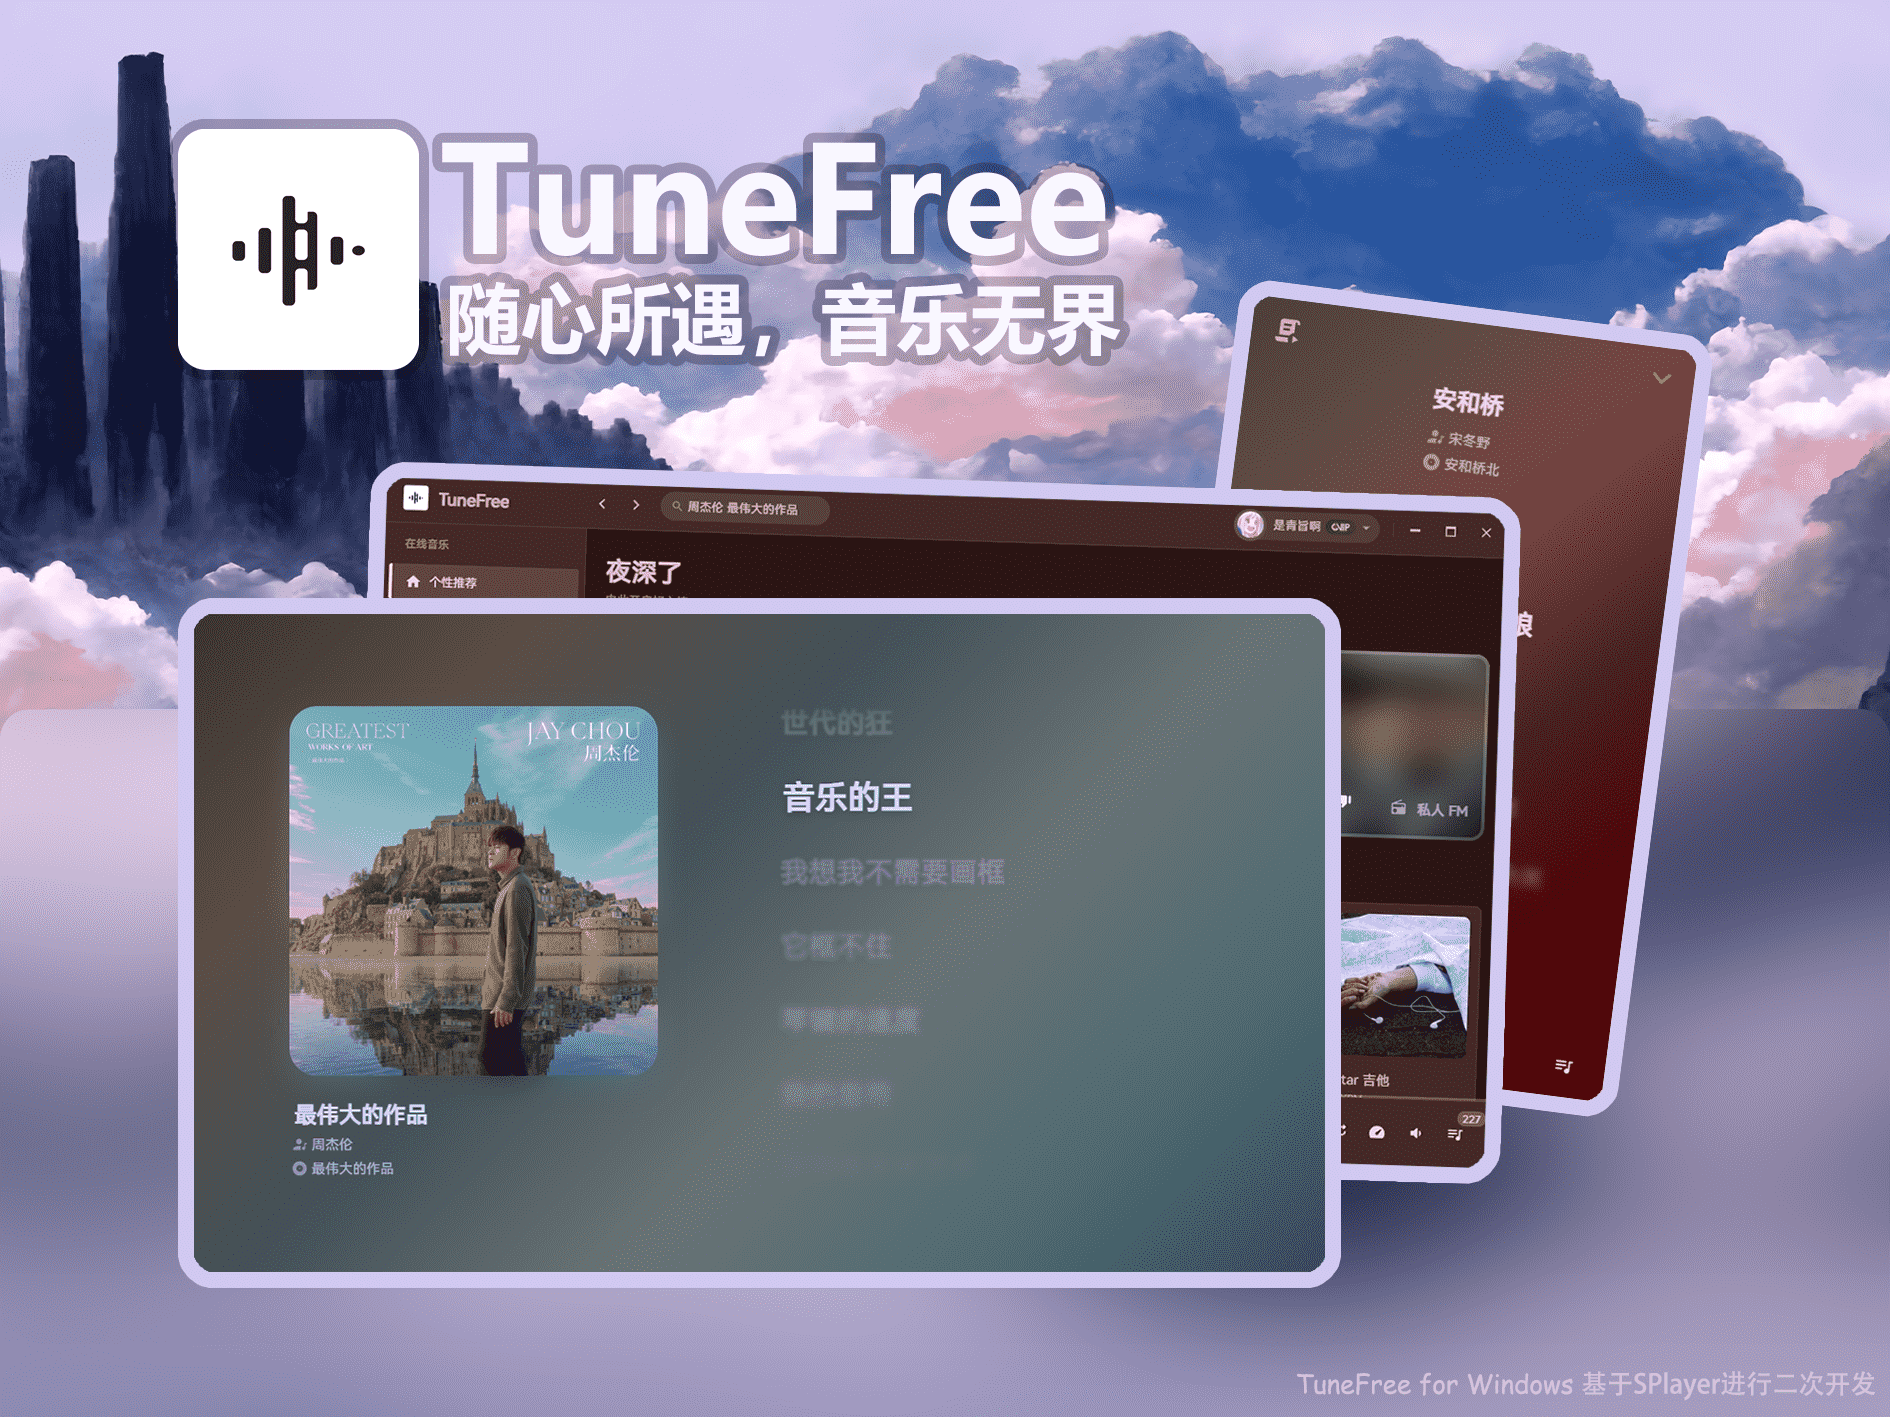 TuneFree
随心所遇，音乐无界
安和桥
宋冬野
安和桥北
TuneFree
周杰伦 最伟大的作品
是青旨啊
在线音乐
个性推荐
夜深了
私人 FM
tar 吉他
227
GREATEST
WORKS OF ART
JAY CHOU
周杰伦
世代的狂
音乐的王
我想我不需要画框
它框不住
最伟大的作品
周杰伦
最伟大的作品
TuneFree for Windows 基于SPlayer进行二次开发